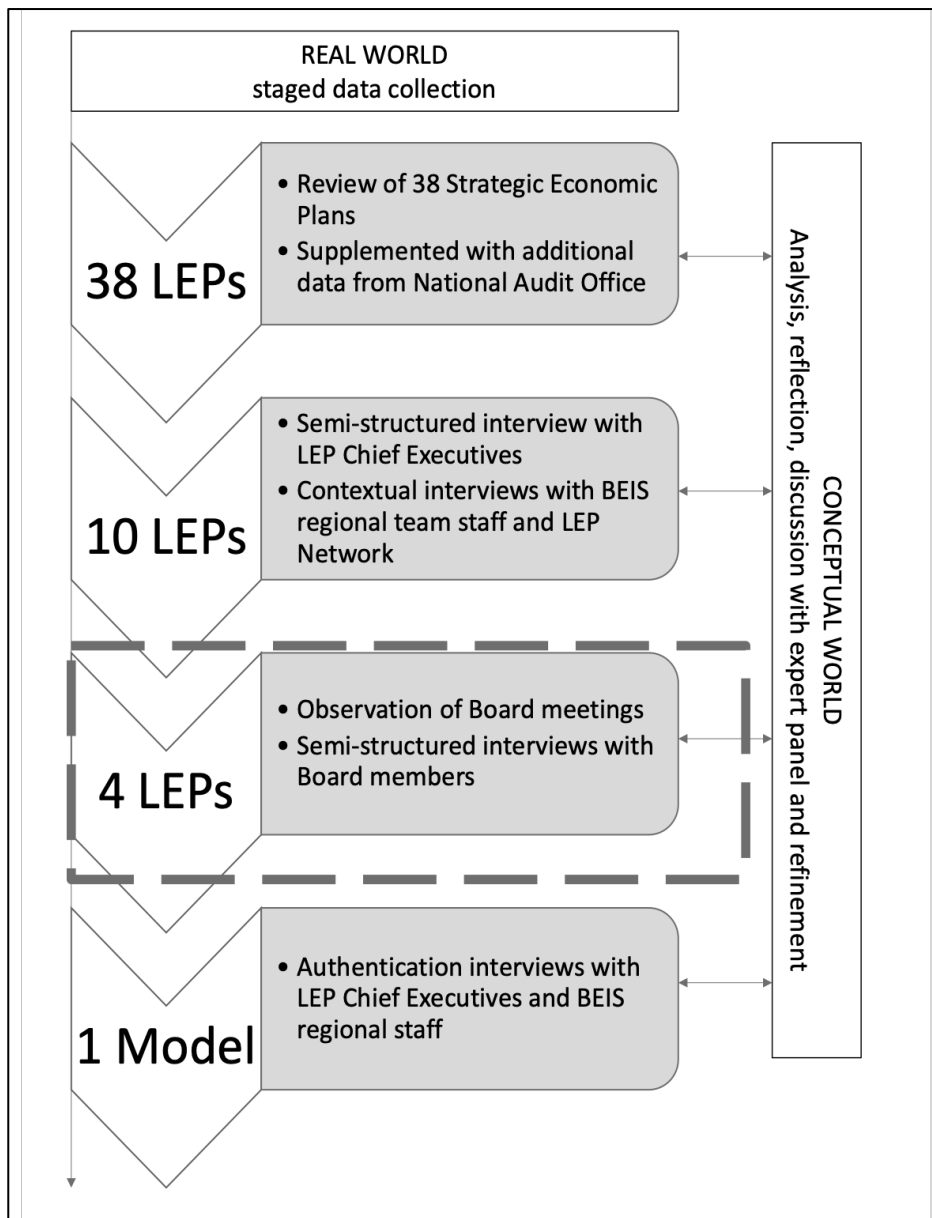 REAL WORLD
staged data collection
38 LEPs
• Review of 38 Strategic Economic
Plans
• Supplemented with additional
data from National Audit Office
10 LEPs
• Semi-structured interview with
LEP Chief Executives
• Contextual interviews with BEIS
regional team staff and LEP
Network
4 LEPs
• Observation of Board meetings
• Semi-structured interviews with
Board members
1 Model
• Authentication interviews with
LEP Chief Executives and BEIS
regional staff
CONCEPTUAL WORLD
Analysis, reflection, discussion with expert panel and refinement